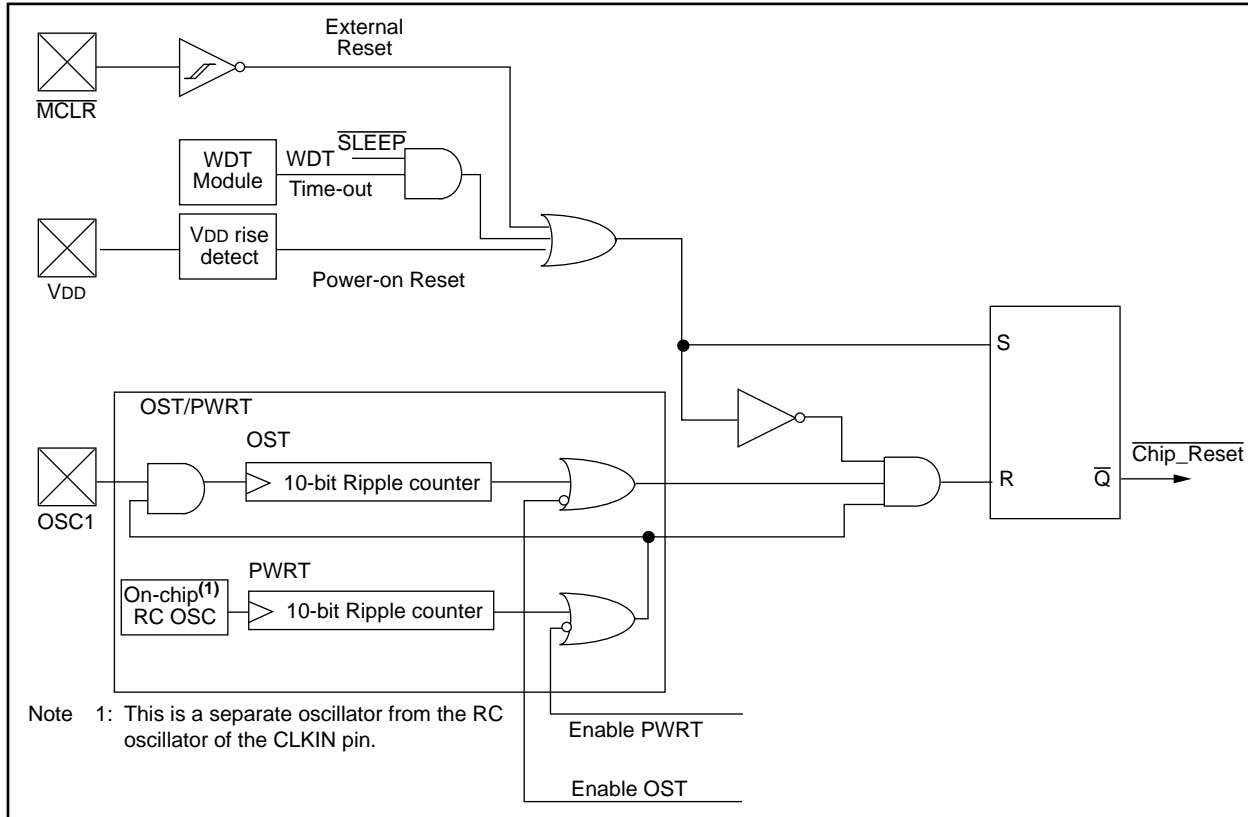 External
Reset
MCLR
SLEEP
WDT
Module
WDT
Time-out
VDD rise
detect
VDD
Power-on Reset
S
OST/PWRT
OST
10-bit Ripple counter
OSC1
R
Q
Chip_Reset
PWRT
On-chip(1)
RC OSC
10-bit Ripple counter
Note 1: This is a separate oscillator from the RC
oscillator of the CLKIN pin.
Enable PWRT
Enable OST